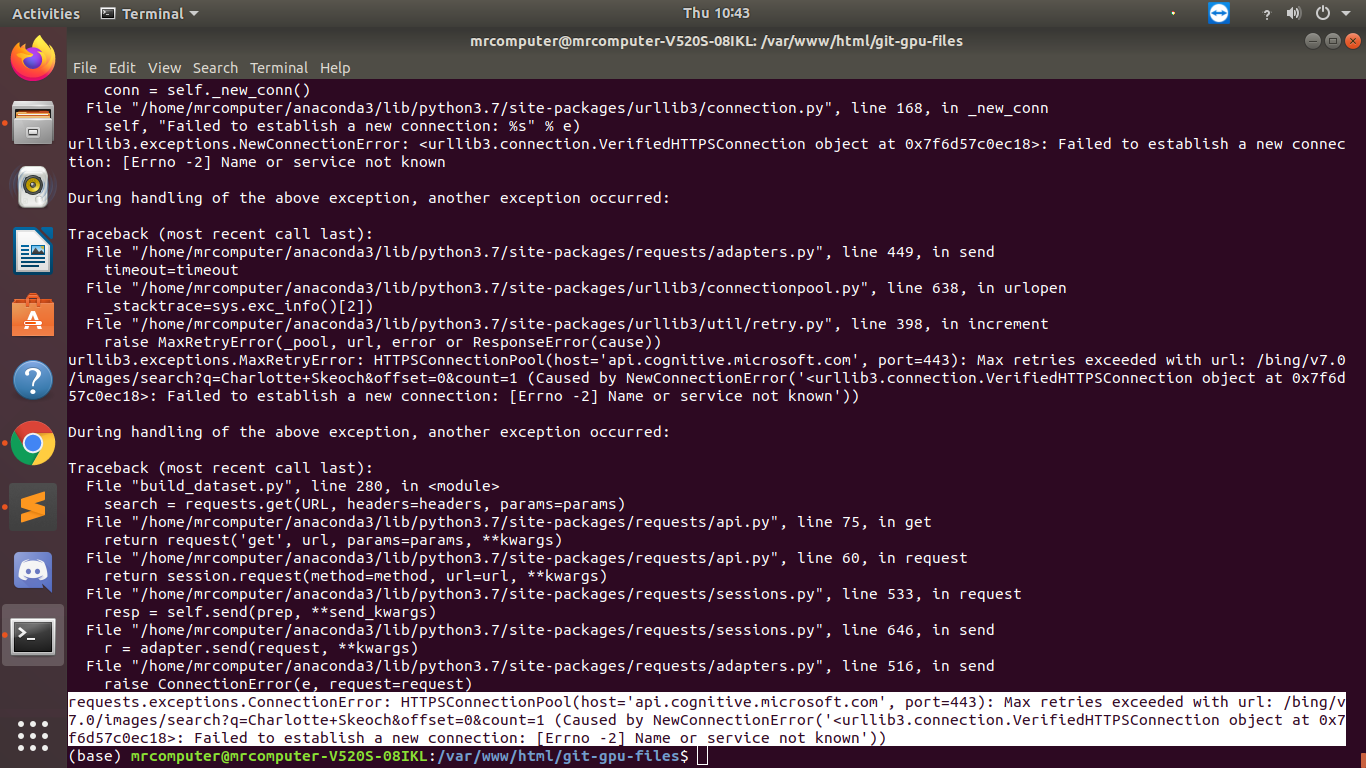 Activities Terminal Thu 10:43
mrcomputer@mrcomputer-V520S-08IKL: /var/www/html/git-gpu-files
File Edit View Search Terminal Help
conn = self._new_conn()
File "/home/mrcomputer/anaconda3/lib/python3.7/site-packages/urllib3/connection.py", line 168, in _new_conn
self, "Failed to establish a new connection: %s" % e)
urllib3.exceptions.NewConnectionError: <urllib3.connection.VerifiedHTTPSConnection object at 0x7f6d57c0ec18>: Failed to establish a new connec
tion: [Errno -2] Name or service not known
During handling of the above exception, another exception occurred:
Traceback (most recent call last):
File "/home/mrcomputer/anaconda3/lib/python3.7/site-packages/requests/adapters.py", line 449, in send
timeout=timeout
File "/home/mrcomputer/anaconda3/lib/python3.7/site-packages/urllib3/connectionpool.py", line 638, in urlopen
_stacktrace=sys.exc_info()[2])
File "/home/mrcomputer/anaconda3/lib/python3.7/site-packages/urllib3/util/retry.py", line 398, in increment
raise MaxRetryError(_pool, url, error or ResponseError(cause))
urllib3.exceptions.MaxRetryError: HTTPSConnectionPool(host='api.cognitive.microsoft.com', port=443): Max retries exceeded with url: /bing/v7.0
/images/search?q=Charlotte+Skeoch&offset=0&count=1 (Caused by NewConnectionError('<urllib3.connection.VerifiedHTTPSConnection object at 0x7f6d
57c0ec18>: Failed to establish a new connection: [Errno -2] Name or service not known'))
During handling of the above exception, another exception occurred:
Traceback (most recent call last):
File "build_dataset.py", line 280, in <module>
search = requests.get(URL, headers=headers, params=params)
File "/home/mrcomputer/anaconda3/lib/python3.7/site-packages/requests/api.py", line 75, in get
return request('get', url, params=params, **kwargs)
File "/home/mrcomputer/anaconda3/lib/python3.7/site-packages/requests/api.py", line 60, in request
return session.request(method=method, url=url, **kwargs)
File "/home/mrcomputer/anaconda3/lib/python3.7/site-packages/requests/sessions.py", line 533, in request
resp = self.send(prep, **send_kwargs)
File "/home/mrcomputer/anaconda3/lib/python3.7/site-packages/requests/sessions.py", line 646, in send
r = adapter.send(request, **kwargs)
File "/home/mrcomputer/anaconda3/lib/python3.7/site-packages/requests/adapters.py", line 516, in send
raise ConnectionError(e, request=request)
requests.exceptions.ConnectionError: HTTPSConnectionPool(host='api.cognitive.microsoft.com', port=443): Max retries exceeded with url: /bing/v
7.0/images/search?q=Charlotte+Skeoch&offset=0&count=1 (Caused by NewConnectionError('<urllib3.connection.VerifiedHTTPSConnection object at 0x7
f6d57c0ec18>: Failed to establish a new connection: [Errno -2] Name or service not known'))
(base) mrcomputer@mrcomputer-V520S-08IKL:/var/www/html/git-gpu-files$